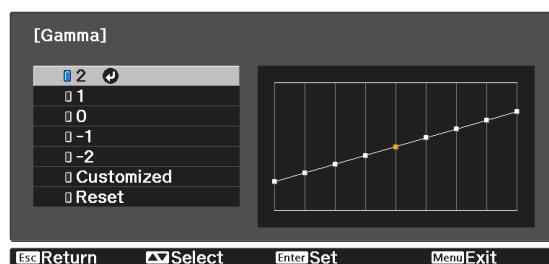 [Gamma]
2
1
0
-1
-2
Customized
Reset
Esc Return Select Enter Set Menu Exit